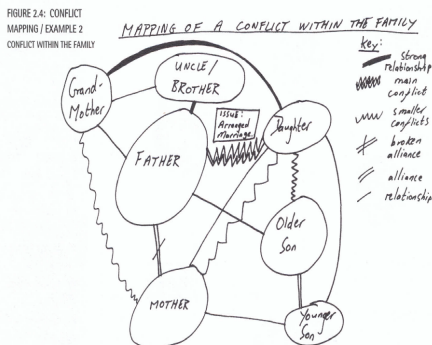 FIGURE 2.4: CONFLICT
MAPPING / EXAMPLE 2
CONFLICT WITHIN THE FAMILY
MAPPING OF A CONFLICT WITHIN THE FAMILY
Key:
strong
relationship
main
conflict
smaller
conflicts
broken
alliance
alliance
relationship
Grand-
Mother
UNCLE/
BROTHER
ISSUE:
Arranged
Marriage
Daughter
FATHER
Older
Son
MOTHER
Younger
Son